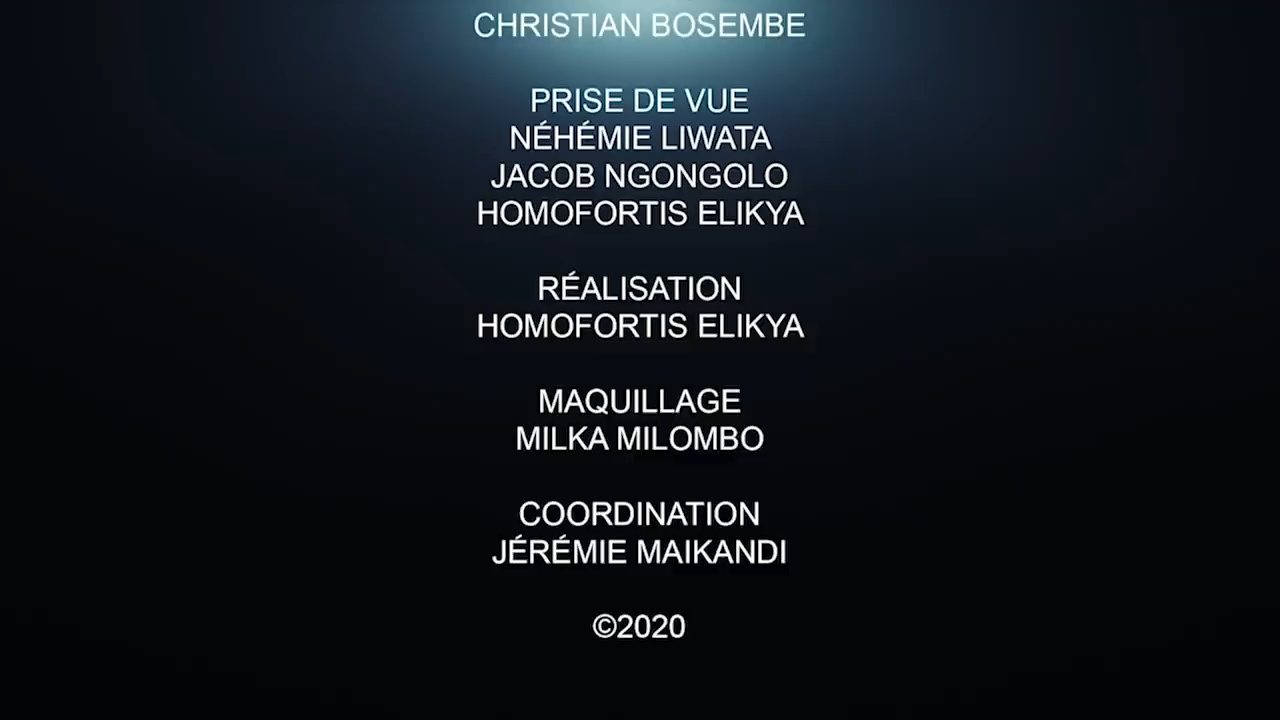 CHRISTIAN BOSEMBE
PRISE DE VUE
NÉHÉMIE LIWATA
JACOB NGONGOLO
HOMOFORTIS ELIKYA
RÉALISATION
HOMOFORTIS ELIKYA
MAQUILLAGE
MILKA MILOMBO
COORDINATION
JÉRÉMIE MAIKANDI
©2020